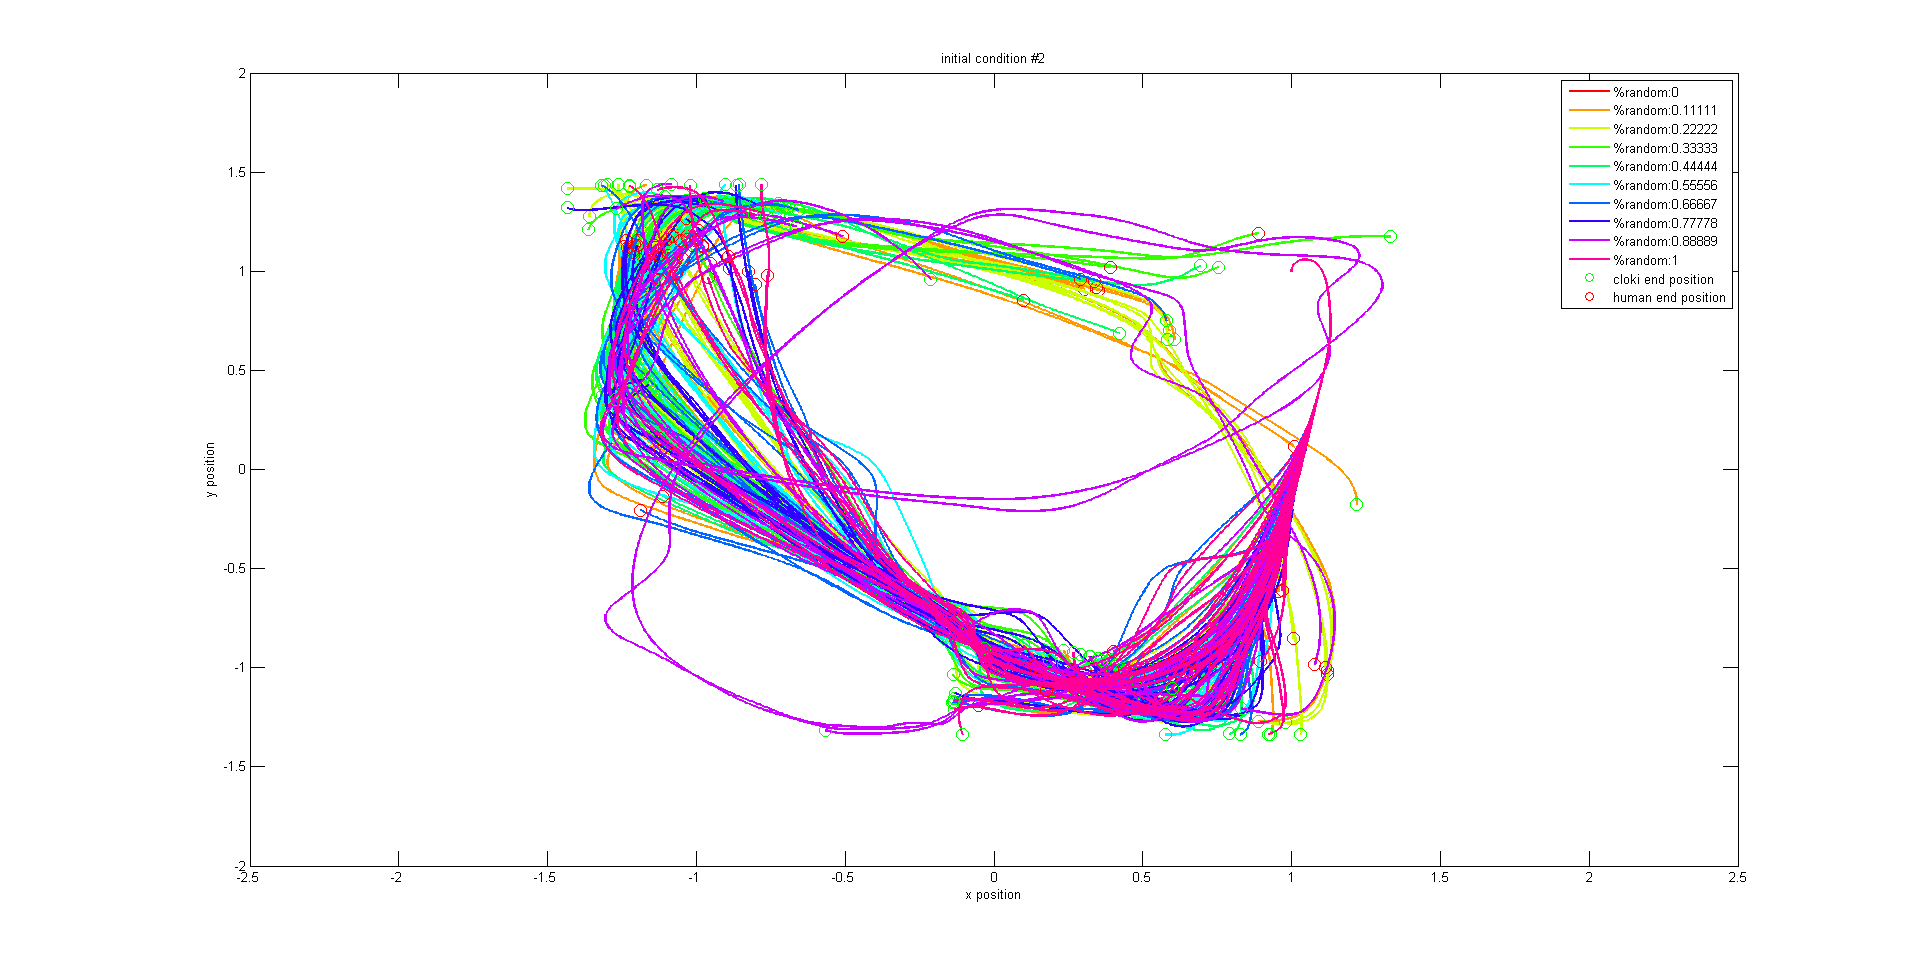 initial condition #2
2
1.5
1
0.5
0
-0.5
-1
-1.5
-2
y position
-2.5
-2
-1.5
-1
-0.5
0
0.5
1
1.5
2
2.5
x position
%random:0
%random:0.11111
%random:0.22222
%random:0.33333
%random:0.44444
%random:0.55556
%random:0.66667
%random:0.77778
%random:0.88889
%random:1
cloki end position
human end position